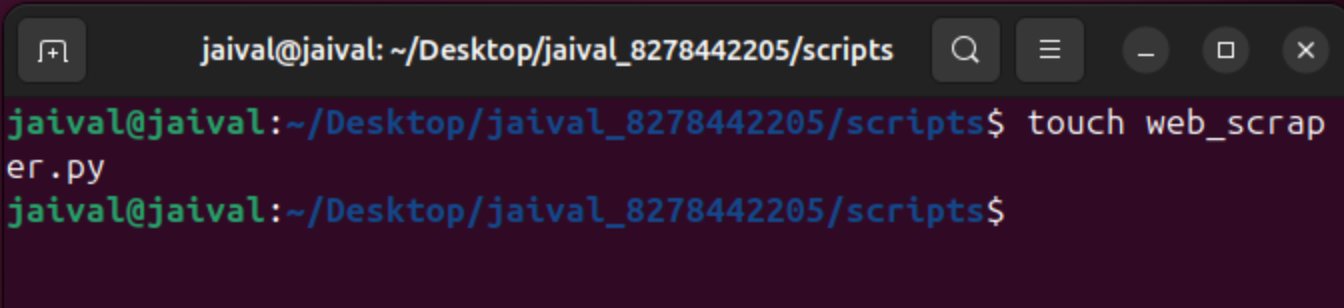 jaival@jaival: ~/Desktop/jaival_8278442205/scripts
jaival@jaival:~/Desktop/jaival_8278442205/scripts$ touch web_scrap
er.py
jaival@jaival:~/Desktop/jaival_8278442205/scripts$